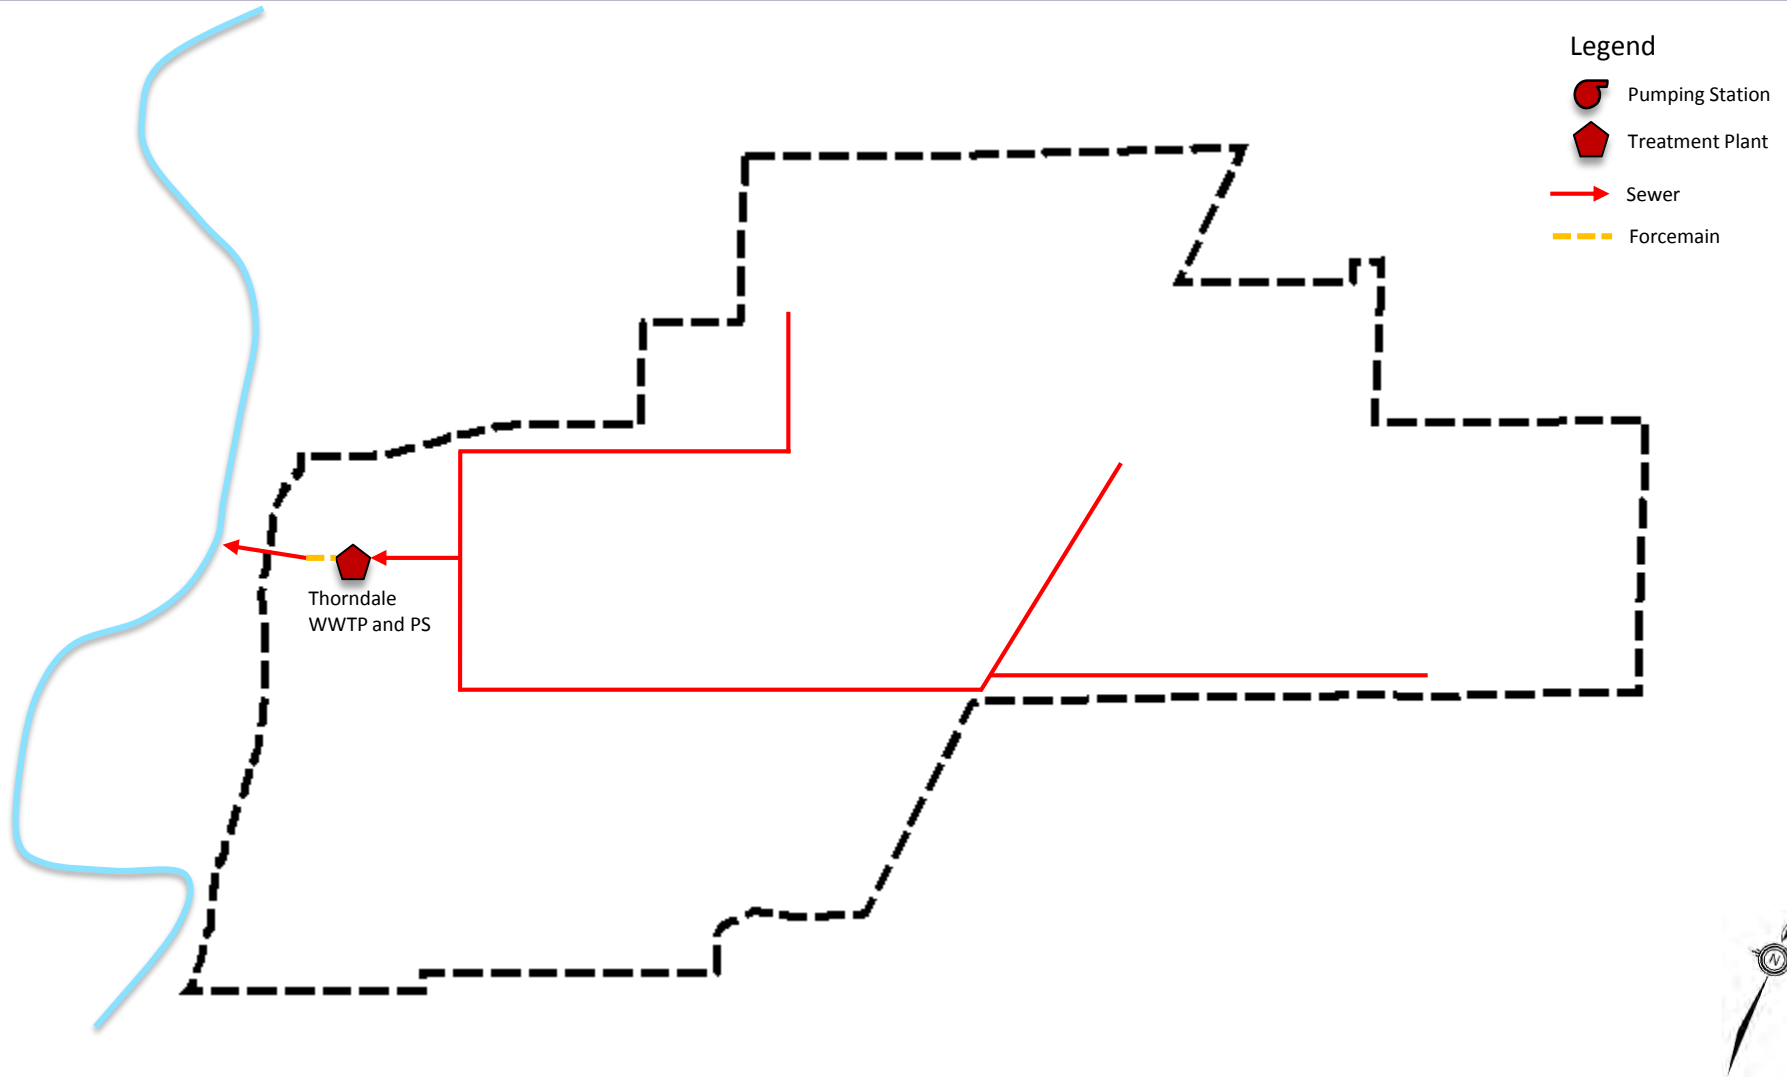 Legend
Pumping Station
Treatment Plant
Sewer
Forcemain
Thorndale
WWTP and PS
N